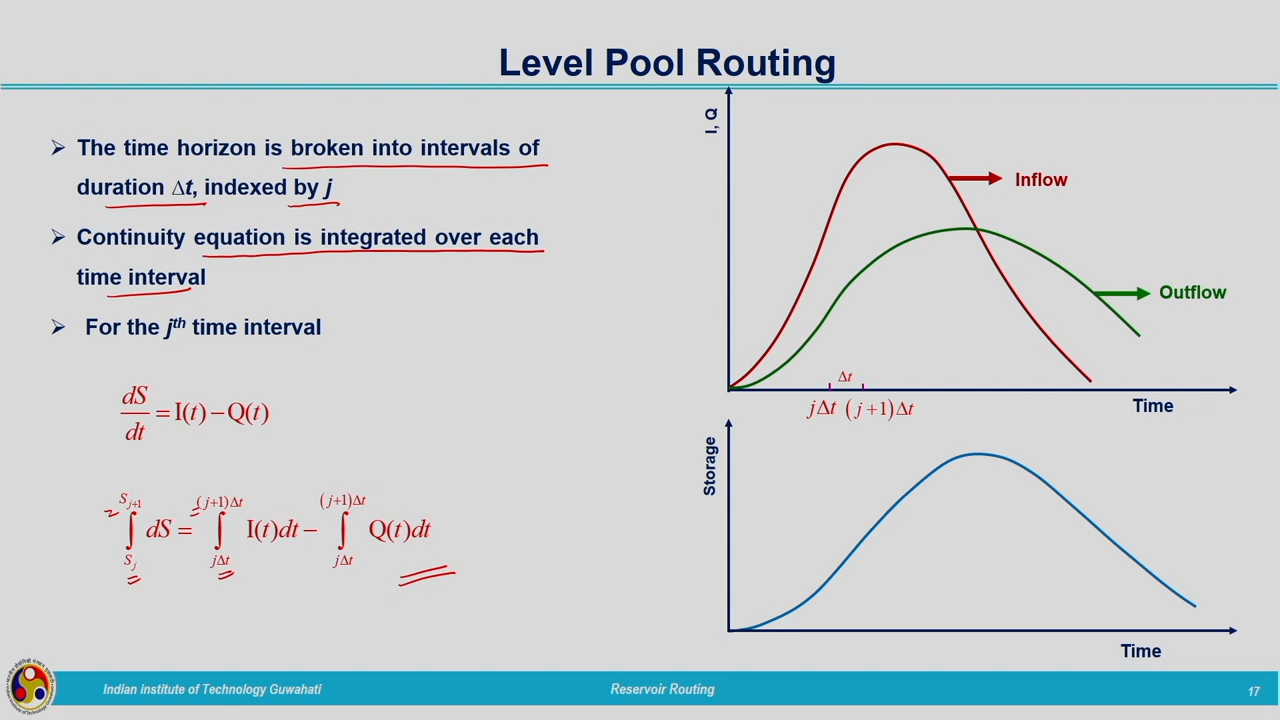 Level Pool Routing
➢ The time horizon is broken into intervals of
duration ∆t, indexed by j
➢ Continuity equation is integrated over each
time interval
➢ For the jth time interval
dS/dt = I(t) − Q(t)
∫_{S_j}^{S_{j+1}} dS = ∫_{jΔt}^{(j+1)Δt} I(t)dt − ∫_{jΔt}^{(j+1)Δt} Q(t)dt
I, Q
Inflow
Outflow
Δt
jΔt (j+1)Δt
Time
Storage
Time
Indian institute of Technology Guwahati
Reservoir Routing
17